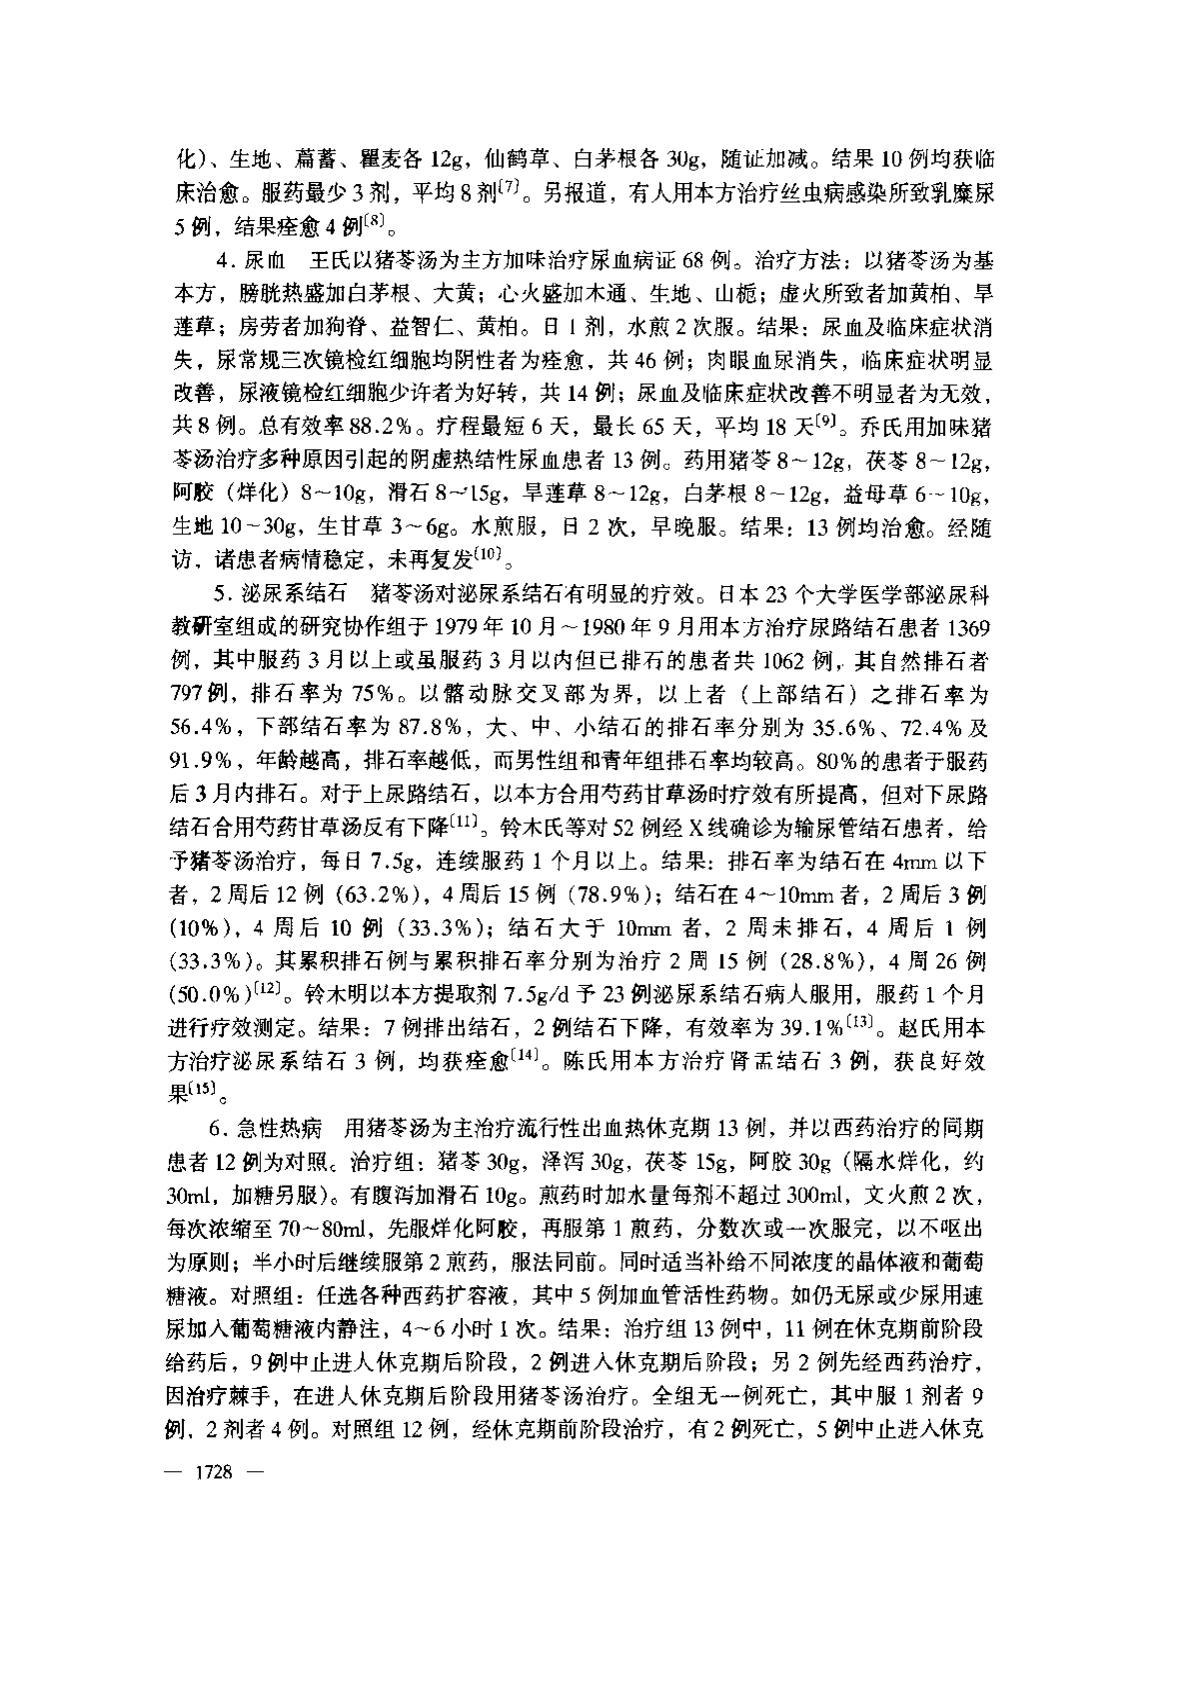 化）、生地、萹蓄、瞿麦各 12g，仙鹤草、白茅根各 30g，随证加减。结果 10 例均获临
床治愈。服药最少 3 剂，平均 8 剂〔7〕。另报道，有人用本方治疗丝虫病感染所致乳糜尿
5 例，结果痊愈 4 例〔8〕。
4. 尿血　王氏以猪苓汤为主方加味治疗尿血病证 68 例。治疗方法：以猪苓汤为基
本方，膀胱热盛加白茅根、大黄；心火盛加木通、生地、山栀；虚火所致者加黄柏、旱
莲草；房劳者加狗脊、益智仁、黄柏。日 1 剂，水煎 2 次服。结果：尿血及临床症状消
失，尿常规三次镜检红细胞均阴性者为痊愈，共 46 例；肉眼血尿消失，临床症状明显
改善，尿液镜检红细胞少许者为好转，共 14 例；尿血及临床症状改善不明显者为无效，
共 8 例。总有效率 88.2%。疗程最短 6 天，最长 65 天，平均 18 天〔9〕。乔氏用加味猪
苓汤治疗多种原因引起的阴虚热结性尿血患者 13 例。药用猪苓 8～12g，茯苓 8～12g，
阿胶（烊化）8～10g，滑石 8～15g，旱莲草 8～12g，白茅根 8～12g，益母草 6～10g，
生地 10～30g，生甘草 3～6g。水煎服，日 2 次，早晚服。结果：13 例均治愈。经随
访，诸患者病情稳定，未再复发〔10〕。
5. 泌尿系结石　猪苓汤对泌尿系结石有明显的疗效。日本 23 个大学医学部泌尿科
教研室组成的研究协作组于 1979 年 10 月～1980 年 9 月用本方治疗尿路结石患者 1369
例，其中服药 3 月以上或虽服药 3 月以内但已排石的患者共 1062 例，其自然排石者
797 例，排石率为 75%。以髂动脉交叉部为界，以上者（上部结石）之排石率为
56.4%，下部结石率为 87.8%，大、中、小结石的排石率分别为 35.6%、72.4% 及
91.9%，年龄越高，排石率越低，而男性组和青年组排石率均较高。80%的患者于服药
后 3 月内排石。对于上尿路结石，以本方合用芍药甘草汤时疗效有所提高，但对下尿路
结石合用芍药甘草汤反有下降〔11〕。铃木氏等对 52 例经 X 线确诊为输尿管结石患者，给
予猪苓汤治疗，每日 7.5g，连续服药 1 个月以上。结果：排石率为结石在 4mm 以下
者，2 周后 12 例（63.2%），4 周后 15 例（78.9%）；结石在 4～10mm 者，2 周后 3 例
（10%），4 周后 10 例（33.3%）；结石大于 10mm 者，2 周未排石，4 周后 1 例
（33.3%）。其累积排石例与累积排石率分别为治疗 2 周 15 例（28.8%），4 周 26 例
（50.0%）〔12〕。铃木明以本方提取剂 7.5g/d 予 23 例泌尿系结石病人服用，服药 1 个月
进行疗效测定。结果：7 例排出结石，2 例结石下降，有效率为 39.1%〔13〕。赵氏用本
方治疗泌尿系结石 3 例，均获痊愈〔14〕。陈氏用本方治疗肾盂结石 3 例，获良好效
果〔15〕。
6. 急性热病　用猪苓汤为主治疗流行性出血热休克期 13 例，并以西药治疗的同期
患者 12 例为对照。治疗组：猪苓 30g，泽泻 30g，茯苓 15g，阿胶 30g（隔水烊化，约
30ml，加糖另服）。有腹泻加滑石 10g。煎药时加水量每剂不超过 300ml，文火煎 2 次，
每次浓缩至 70～80ml，先服烊化阿胶，再服第 1 煎药，分数次或一次服完，以不呕出
为原则；半小时后继续服第 2 煎药，服法同前。同时适当补给不同浓度的晶体液和葡萄
糖液。对照组：任选各种西药扩容液，其中 5 例加血管活性药物。如仍无尿或少尿用速
尿加入葡萄糖液内静注，4～6 小时 1 次。结果：治疗组 13 例中，11 例在休克期前阶段
给药后，9 例中止进人休克期后阶段，2 例进入休克期后阶段；另 2 例先经西药治疗，
因治疗棘手，在进人休克期后阶段用猪苓汤治疗。全组无一例死亡，其中服 1 剂者 9
例，2 剂者 4 例。对照组 12 例，经休克期前阶段治疗，有 2 例死亡，5 例中止进入休克
— 1728 —